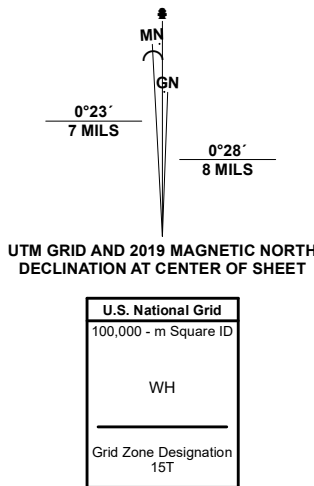 MN
GN
0°23´
7 MILS
0°28´
8 MILS
UTM GRID AND 2019 MAGNETIC NORTH
DECLINATION AT CENTER OF SHEET
U.S. National Grid
100,000 - m Square ID
WH
Grid Zone Designation
15T